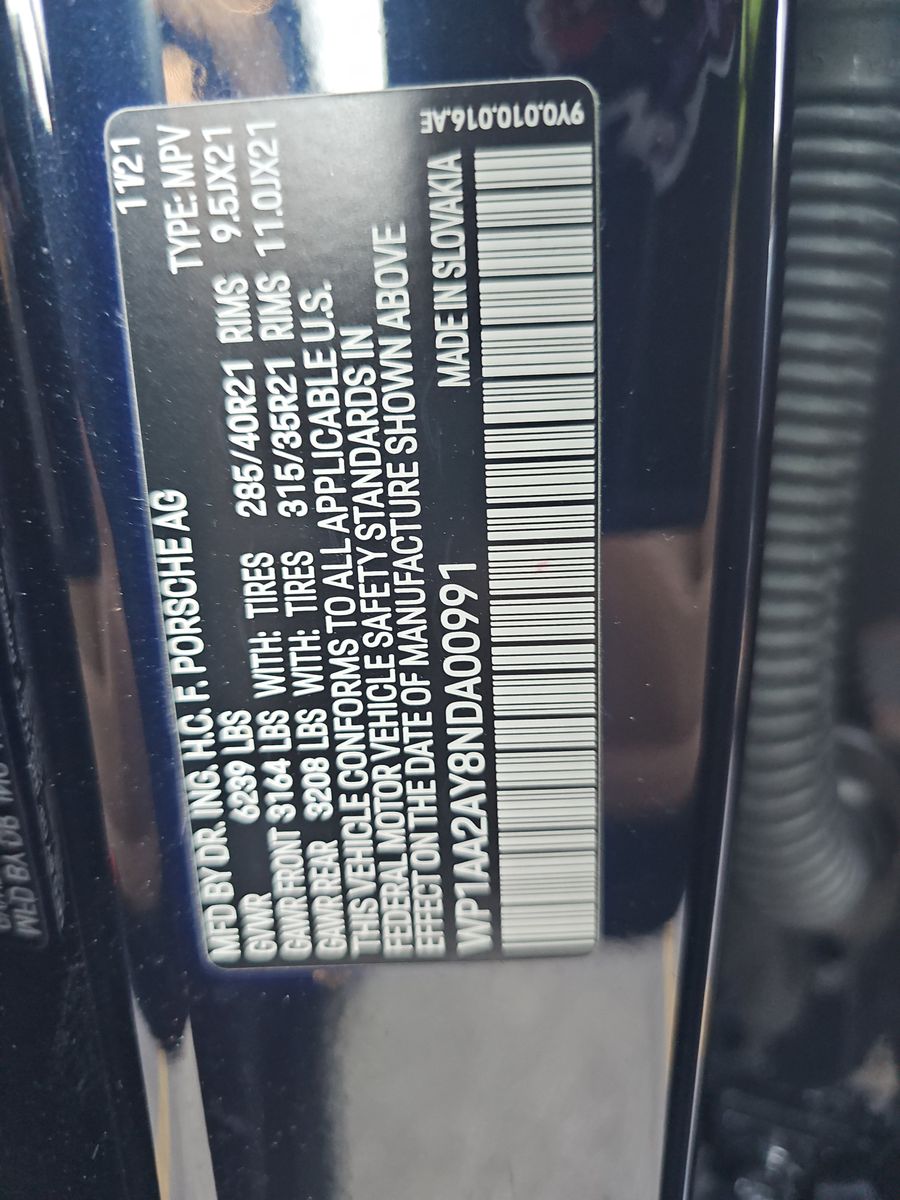 MFD BY DR. ING. H.C. F. PORSCHE AG 11/21
GVWR 6239 LBS TYPE: MPV
GAWR FRONT 3164 LBS WITH: TIRES 285/40R21 RIMS 9.5JX21
GAWR REAR 3208 LBS WITH: TIRES 315/35R21 RIMS 11.0JX21
THIS VEHICLE CONFORMS TO ALL APPLICABLE U.S.
FEDERAL MOTOR VEHICLE SAFETY STANDARDS IN
EFFECT ON THE DATE OF MANUFACTURE SHOWN ABOVE
WP1AA2AY8NDA00991 MADE IN SLOVAKIA
9Y0.010.016.AE